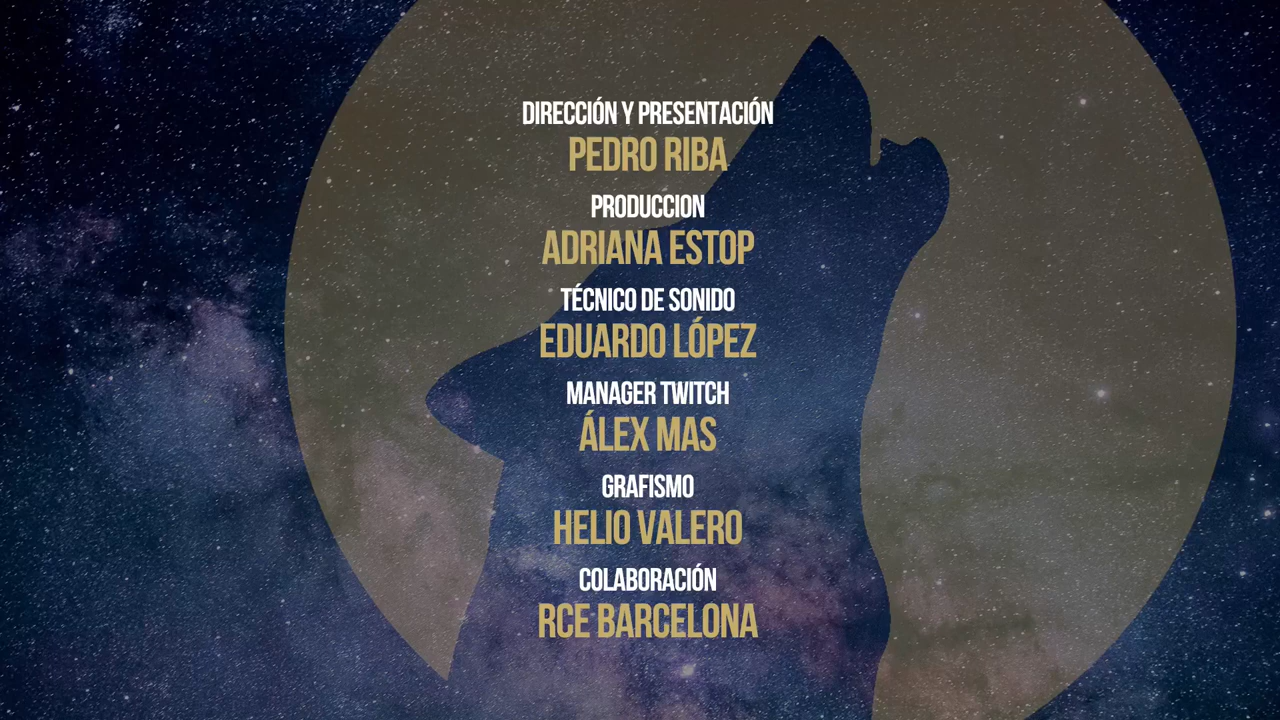 DIRECCIÓN Y PRESENTACIÓN
PEDRO RIBA
PRODUCCION
ADRIANA ESTOP
TÉCNICO DE SONIDO
EDUARDO LÓPEZ
MANAGER TWITCH
ÁLEX MAS
GRAFISMO
HELIO VALERO
COLABORACIÓN
RCE BARCELONA